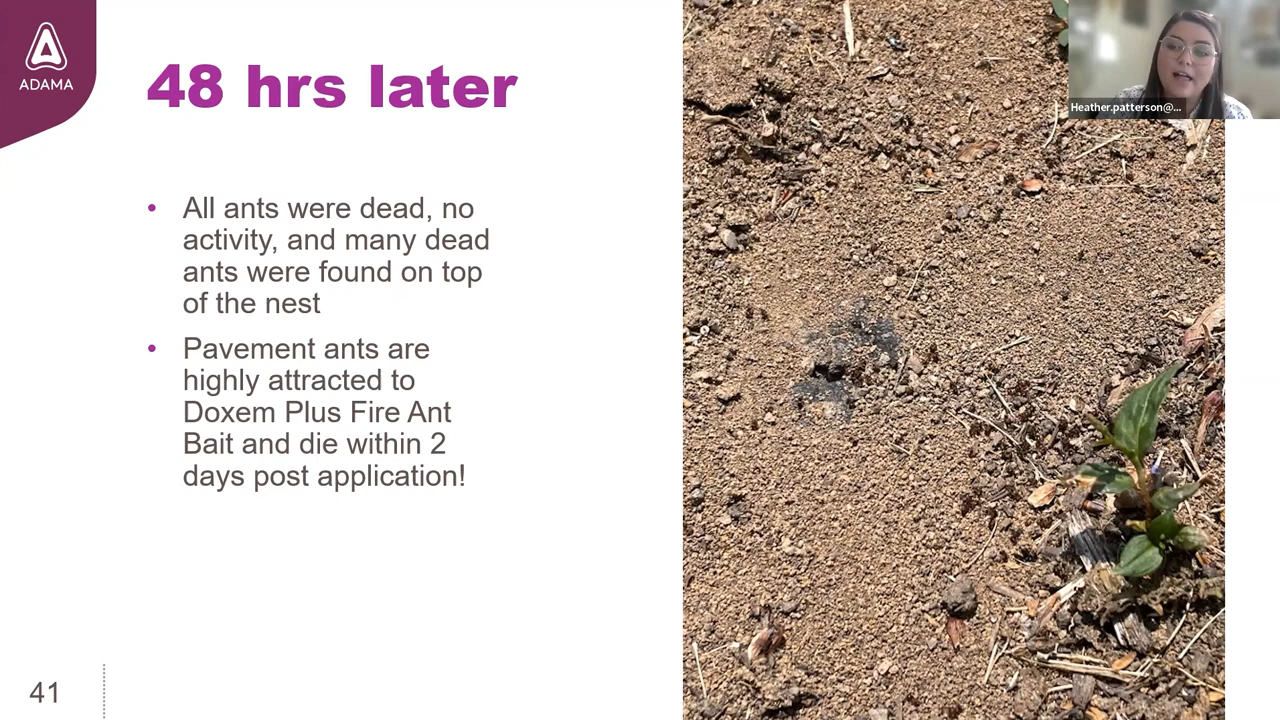 ADAMA
48 hrs later
Heather.patterson@...
• All ants were dead, no
activity, and many dead
ants were found on top
of the nest
• Pavement ants are
highly attracted to
Doxem Plus Fire Ant
Bait and die within 2
days post application!
41